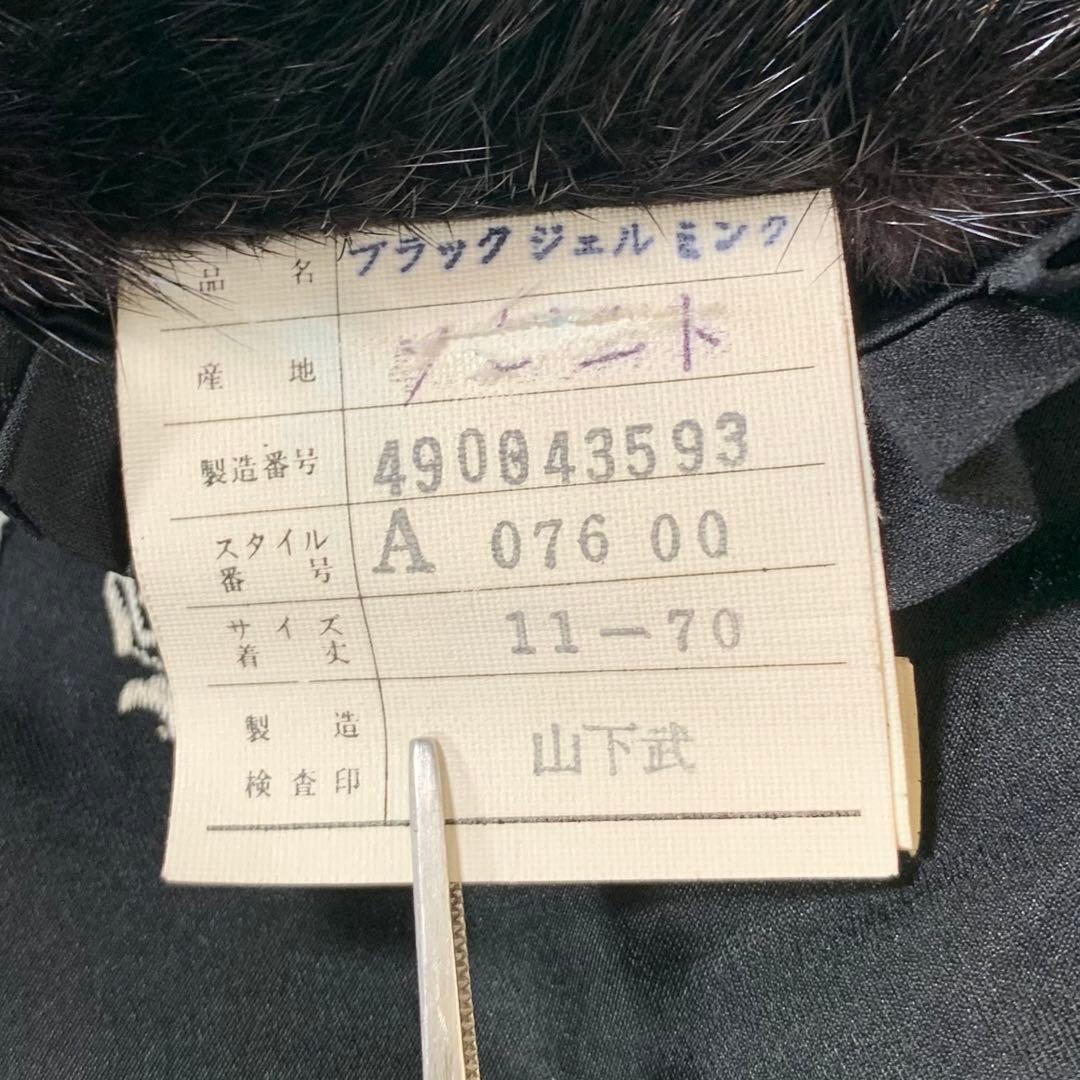 品 名 ブラックジェルミンク
産 地
製造番号 490043593
スタイル
番 号 A 076 00
サイズ
着 丈 11-70
製 造
検査印 山下武